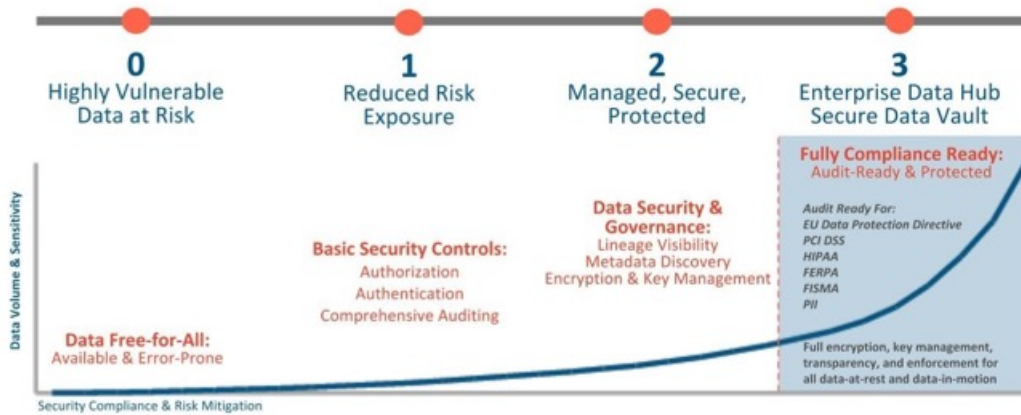 0
Highly Vulnerable
Data at Risk
1
Reduced Risk
Exposure
2
Managed, Secure,
Protected
3
Enterprise Data Hub
Secure Data Vault
Data Volume & Sensitivity
Data Free-for-All:
Available & Error-Prone
Basic Security Controls:
Authorization
Authentication
Comprehensive Auditing
Data Security &
Governance:
Lineage Visibility
Metadata Discovery
Encryption & Key Management
Fully Compliance Ready:
Audit-Ready & Protected
Audit Ready For:
EU Data Protection Directive
PCI DSS
HIPAA
FERPA
FISMA
PII
Full encryption, key management,
transparency, and enforcement for
all data-at-rest and data-in-motion
Security Compliance & Risk Mitigation